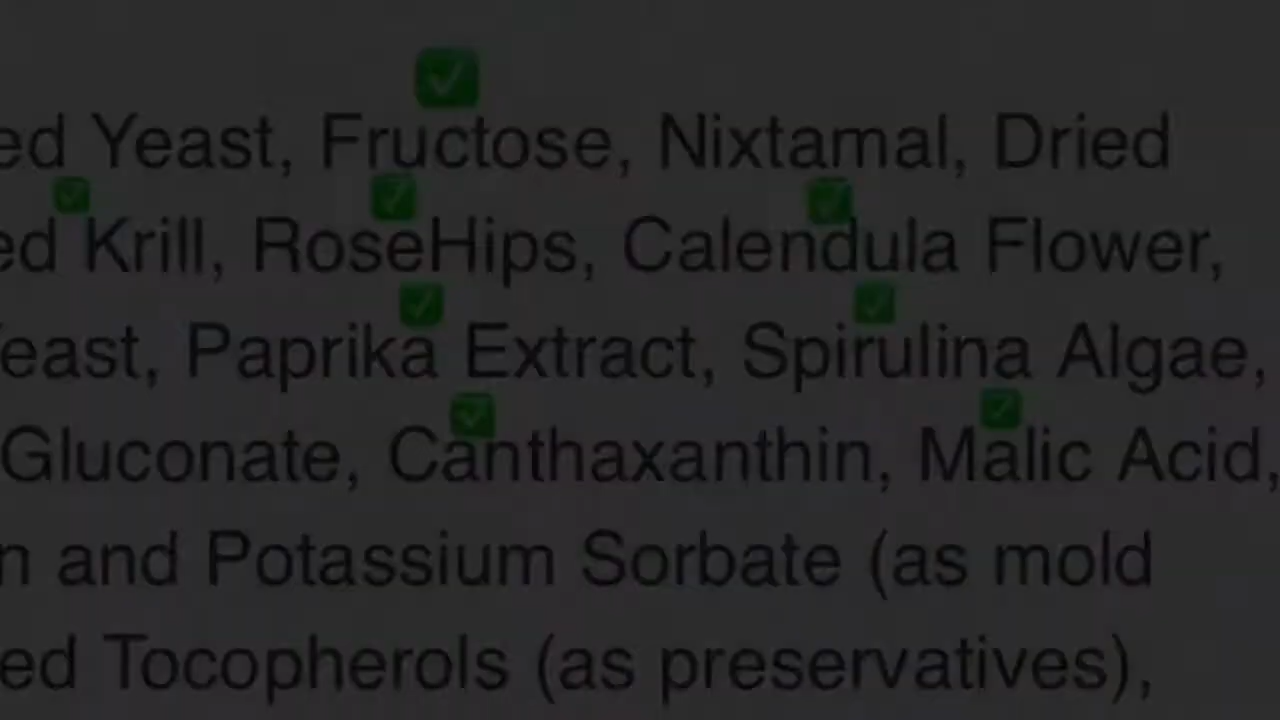 ed Yeast, Fructose, Nixtamal, Dried
ed Krill, RoseHips, Calendula Flower,
east, Paprika Extract, Spirulina Algae,
Gluconate, Canthaxanthin, Malic Acid,
n and Potassium Sorbate (as mold
ed Tocopherols (as preservatives),